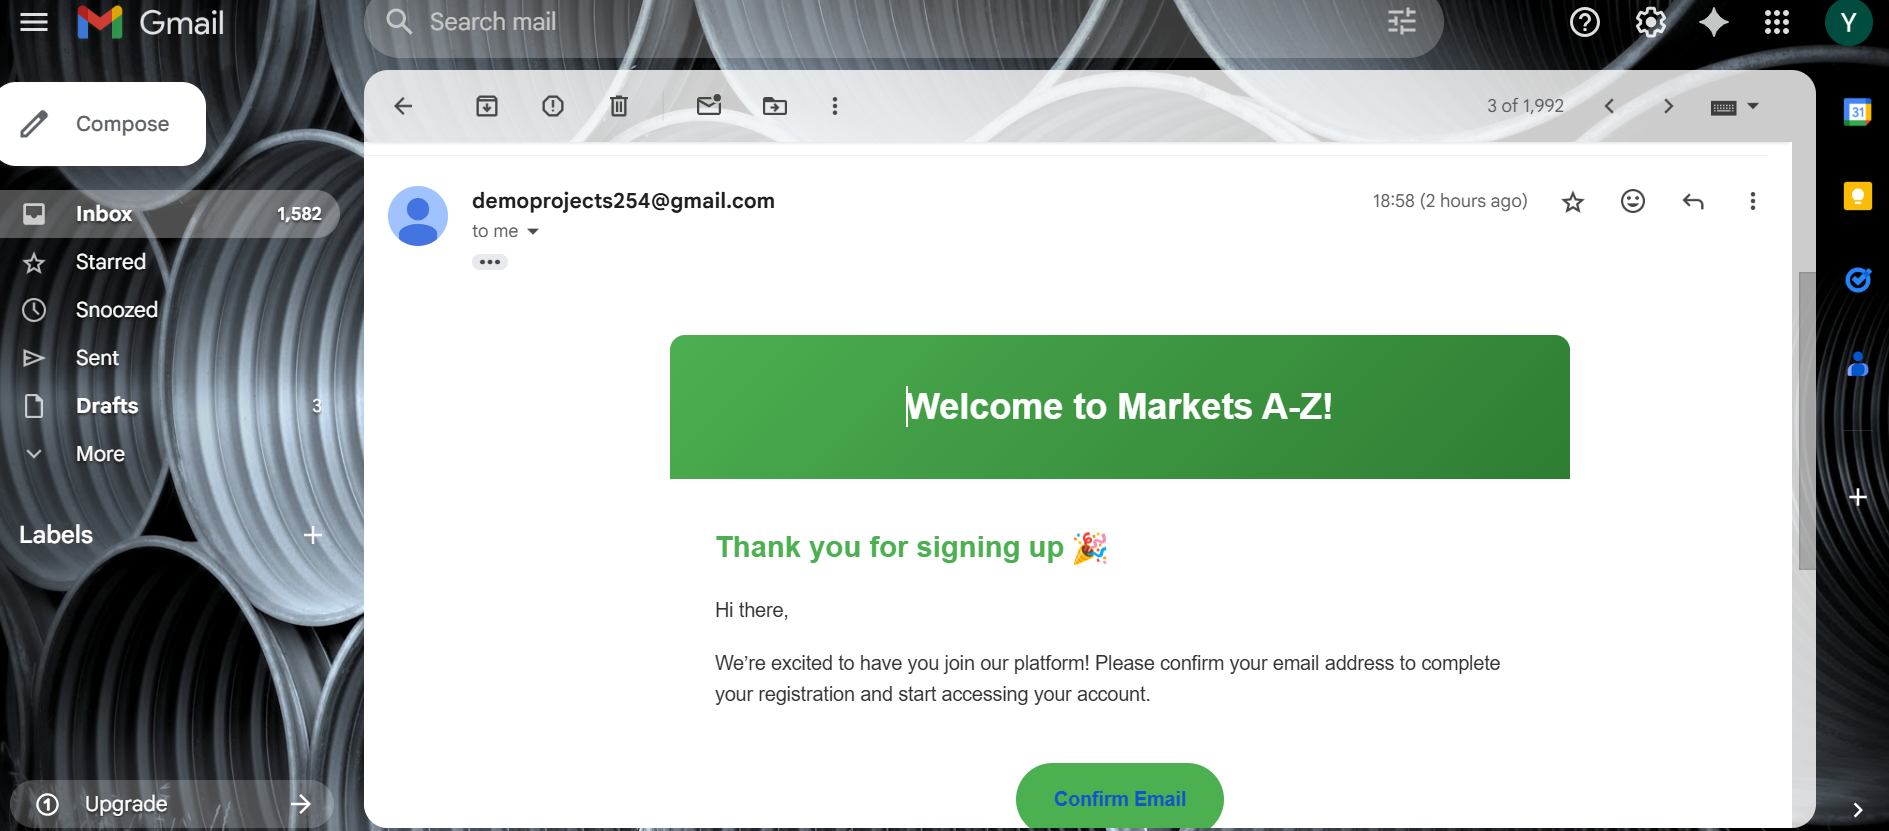 Gmail
Search mail
Y
Compose
3 of 1,992
31
Inbox 1,582
Starred
Snoozed
Sent
Drafts 3
More
Labels
1 Upgrade
demoprojects254@gmail.com
18:58 (2 hours ago)
to me
Welcome to Markets A-Z!
Thank you for signing up 🎉
Hi there,
We’re excited to have you join our platform! Please confirm your email address to complete
your registration and start accessing your account.
Confirm Email